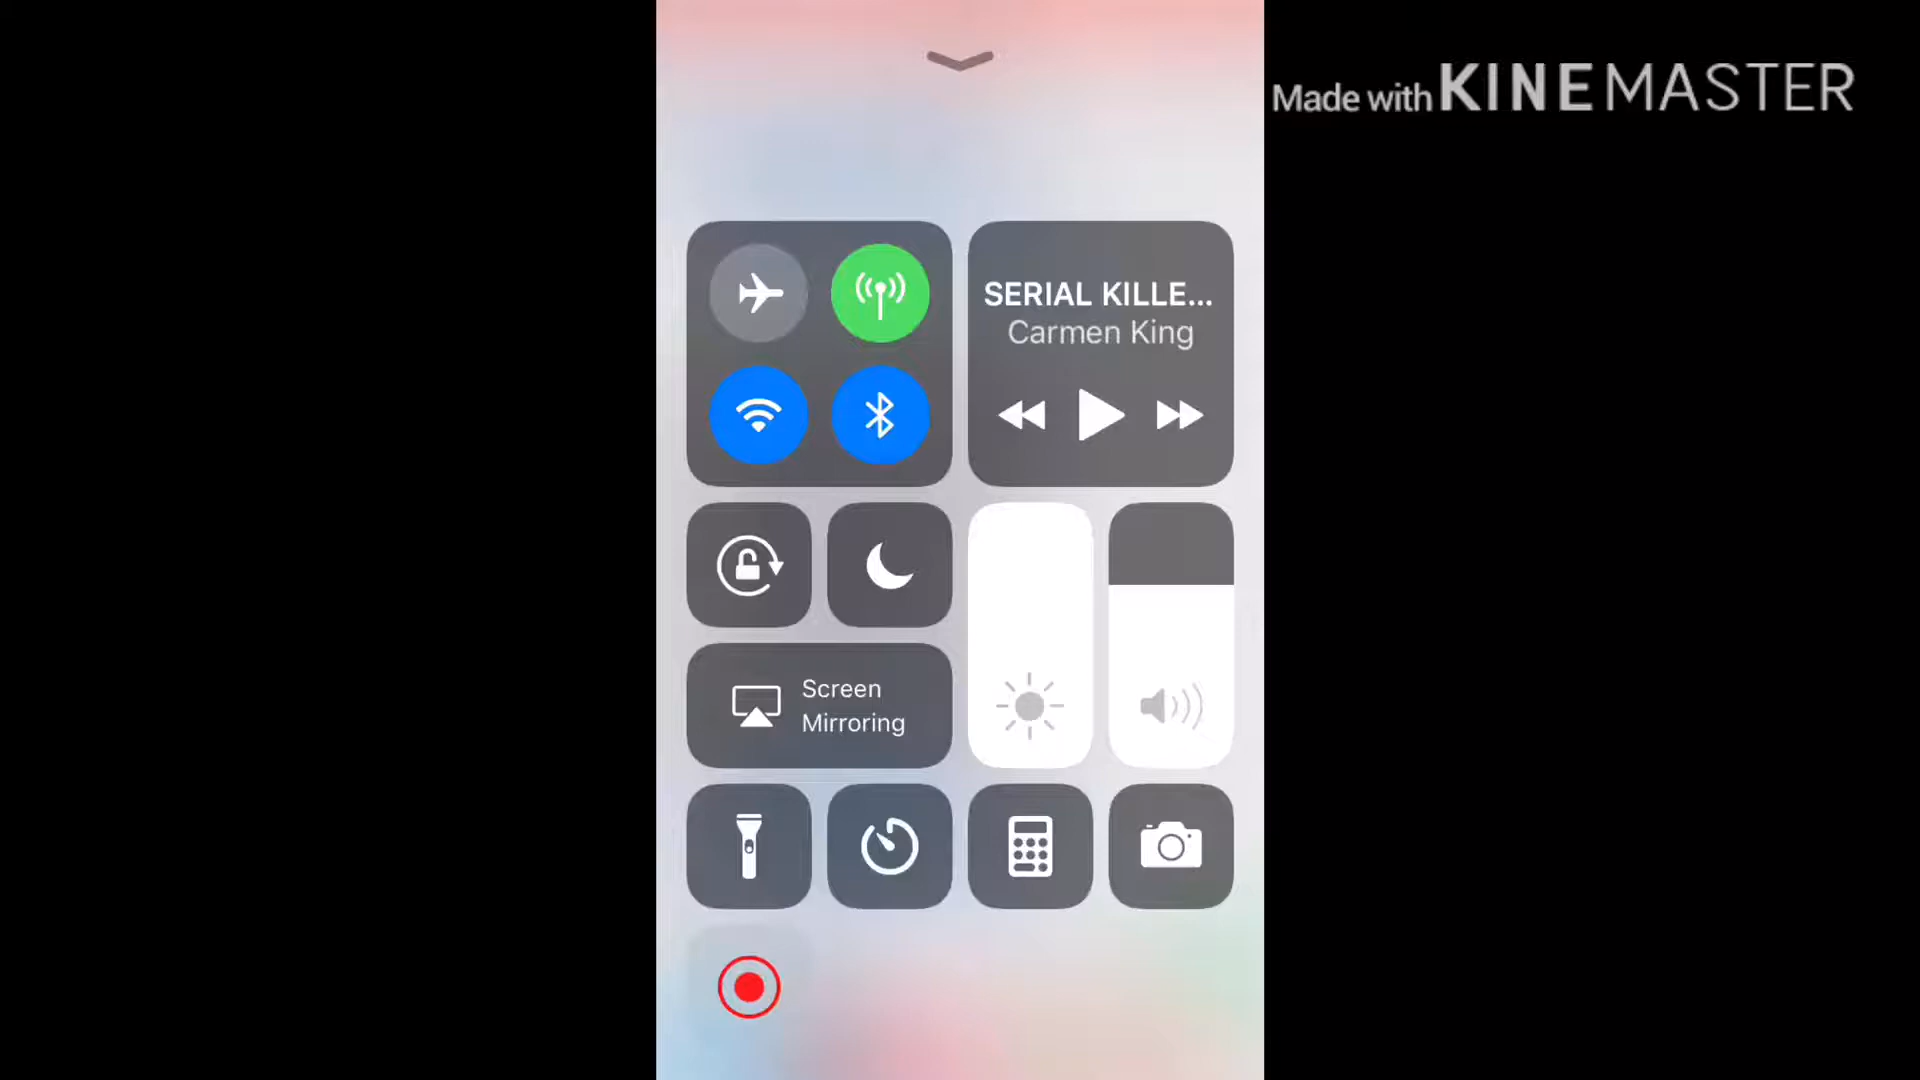 Made with KINEMASTER
SERIAL KILLE...
Carmen King
Screen
Mirroring